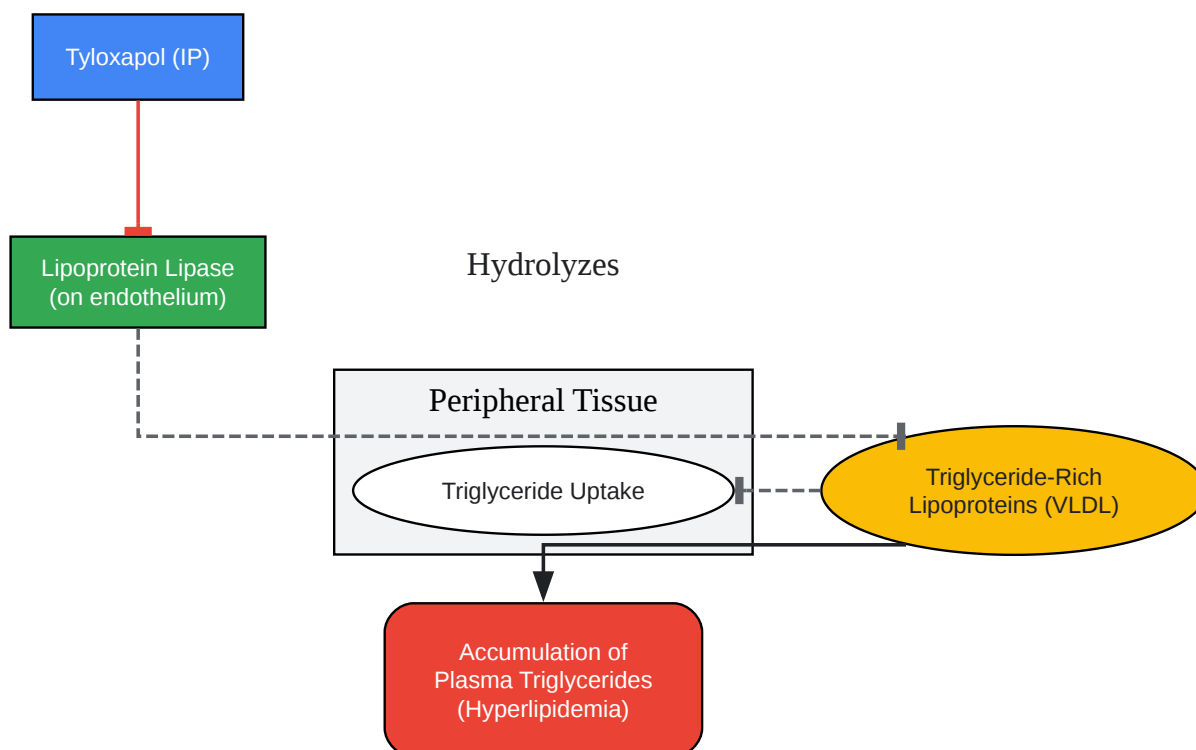 Tyloxapol (IP)
Lipoprotein Lipase
(on endothelium)
Hydrolyzes
Peripheral Tissue
Triglyceride Uptake
Triglyceride-Rich
Lipoproteins (VLDL)
Accumulation of
Plasma Triglycerides
(Hyperlipidemia)